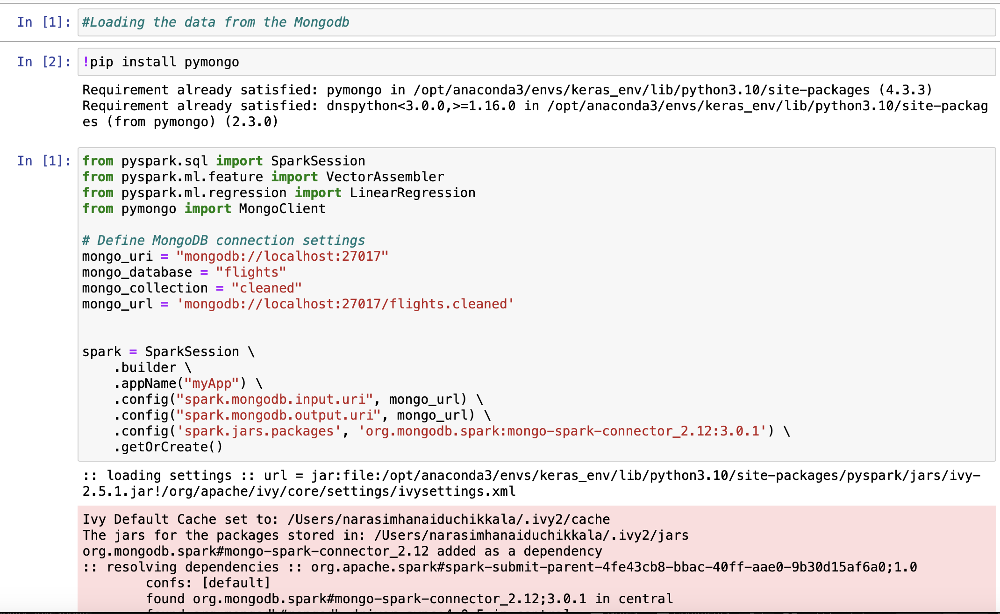 In [1]: #Loading the data from the Mongodb
In [2]: !pip install pymongo
Requirement already satisfied: pymongo in /opt/anaconda3/envs/keras_env/lib/python3.10/site-packages (4.3.3)
Requirement already satisfied: dnspython<3.0.0,>=1.16.0 in /opt/anaconda3/envs/keras_env/lib/python3.10/site-packag
es (from pymongo) (2.3.0)
In [1]: from pyspark.sql import SparkSession
from pyspark.ml.feature import VectorAssembler
from pyspark.ml.regression import LinearRegression
from pymongo import MongoClient
# Define MongoDB connection settings
mongo_uri = "mongodb://localhost:27017"
mongo_database = "flights"
mongo_collection = "cleaned"
mongo_url = 'mongodb://localhost:27017/flights.cleaned'
spark = SparkSession \
    .builder \
    .appName("myApp") \
    .config("spark.mongodb.input.uri", mongo_url) \
    .config("spark.mongodb.output.uri", mongo_url) \
    .config('spark.jars.packages', 'org.mongodb.spark:mongo-spark-connector_2.12:3.0.1') \
    .getOrCreate()
:: loading settings :: url = jar:file:/opt/anaconda3/envs/keras_env/lib/python3.10/site-packages/pyspark/jars/ivy-
2.5.1.jar!/org/apache/ivy/core/settings/ivysettings.xml
Ivy Default Cache set to: /Users/narasimhanaiduchikkala/.ivy2/cache
The jars for the packages stored in: /Users/narasimhanaiduchikkala/.ivy2/jars
org.mongodb.spark#mongo-spark-connector_2.12 added as a dependency
:: resolving dependencies :: org.apache.spark#spark-submit-parent-4fe43cb8-bbac-40ff-aae0-9b30d15af6a0;1.0
        confs: [default]
        found org.mongodb.spark#mongo-spark-connector_2.12;3.0.1 in central